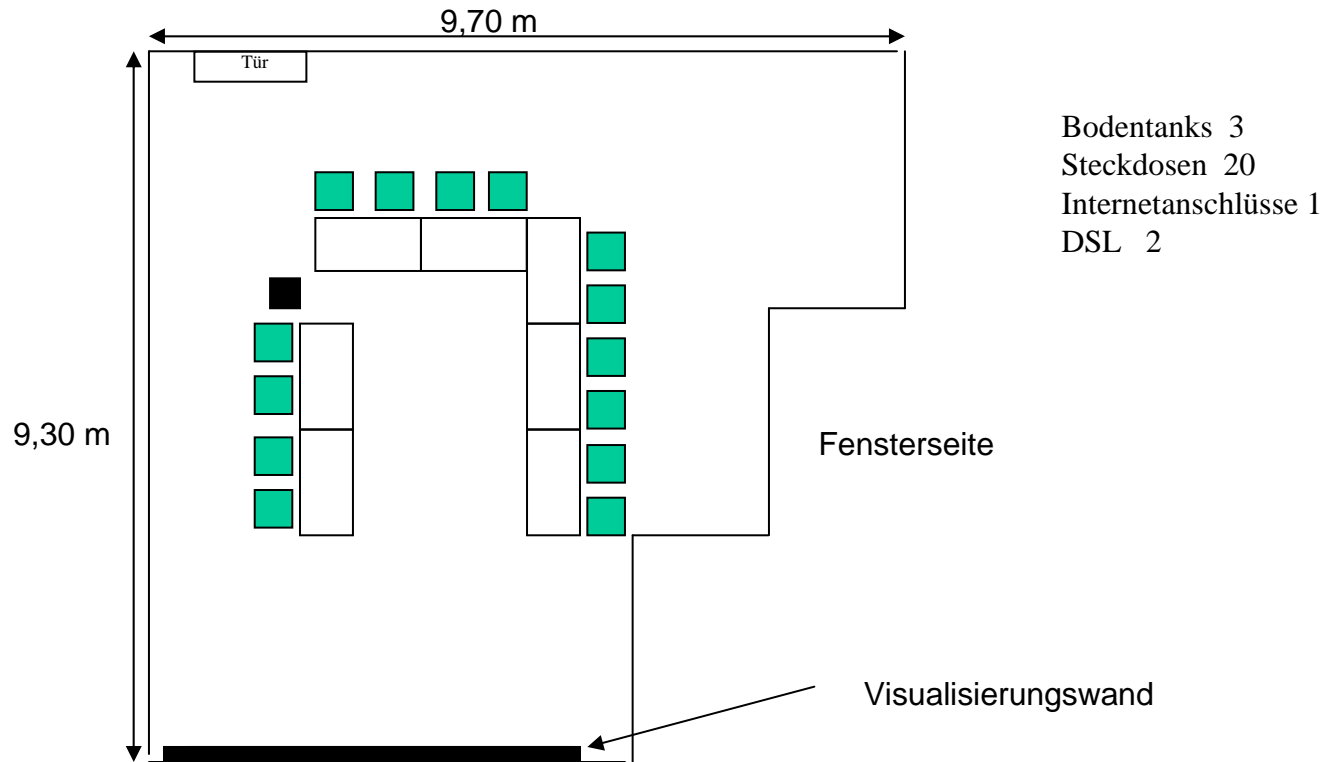 9,70 m
Tür
Bodentanks 3
Steckdosen 20
Internetanschlüsse 1
DSL 2
9,30 m
Fensterseite
Visualisierungswand